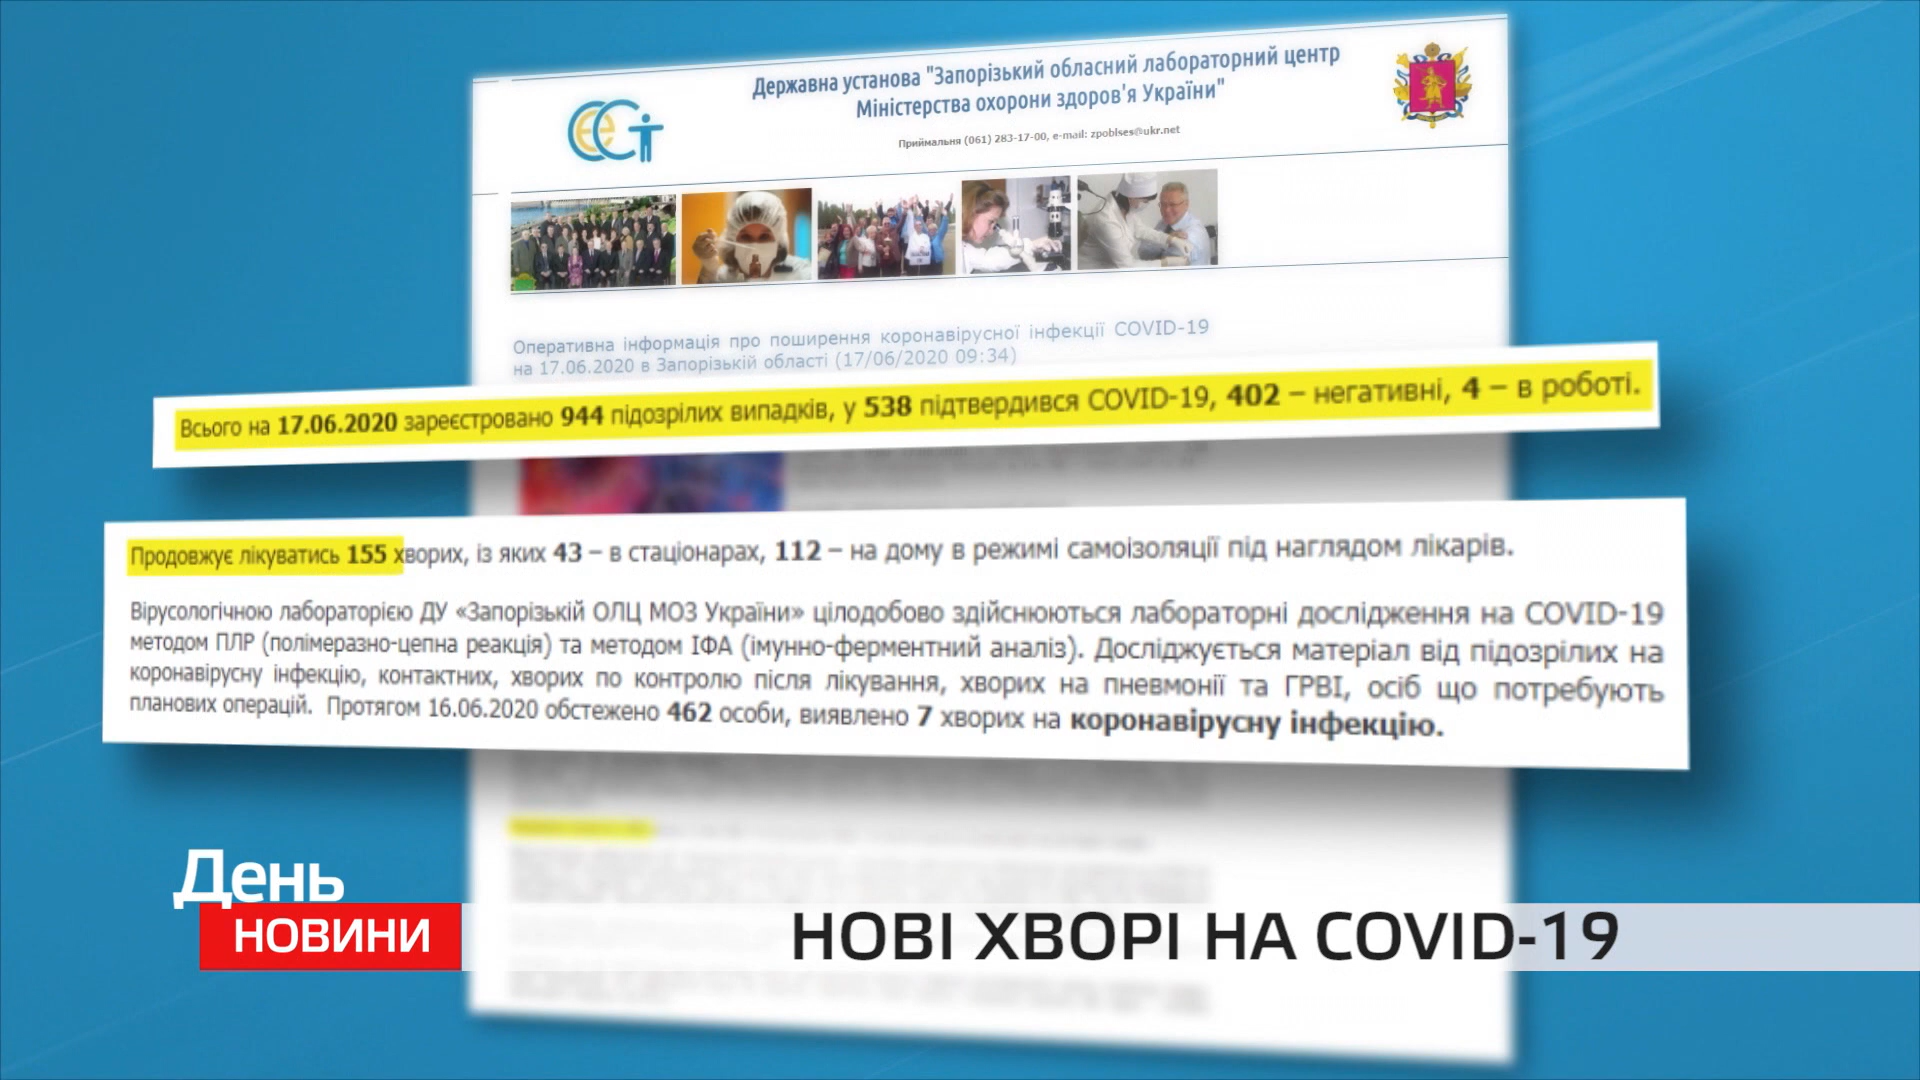 Державна установа "Запорізький обласний лабораторний центр
Міністерства охорони здоров'я України"
Приймальня (061) 283-17-00, e-mail: zpoblses@ukr.net
Оперативна інформація про поширення коронавірусної інфекції COVID-19
на 17.06.2020 в Запорізькій області (17/06/2020 09:34)
Всього на 17.06.2020 зареєстровано 944 підозрілих випадків, у 538 підтвердився COVID-19, 402 – негативні, 4 – в роботі.
Продовжує лікуватись 155 хворих, із яких 43 – в стаціонарах, 112 – на дому в режимі самоізоляції під наглядом лікарів.
Вірусологічною лабораторією ДУ «Запорізькій ОЛЦ МОЗ України» цілодобово здійснюються лабораторні дослідження на COVID-19
методом ПЛР (полімеразно-цепна реакція) та методом ІФА (імунно-ферментний аналіз). Досліджується матеріал від підозрілих на
коронавірусну інфекцію, контактних, хворих по контролю після лікування, хворих на пневмонії та ГРВІ, осіб що потребують
планових операцій. Протягом 16.06.2020 обстежено 462 особи, виявлено 7 хворих на коронавірусну інфекцію.
День
НОВИНИ
НОВІ ХВОРІ НА COVID-19